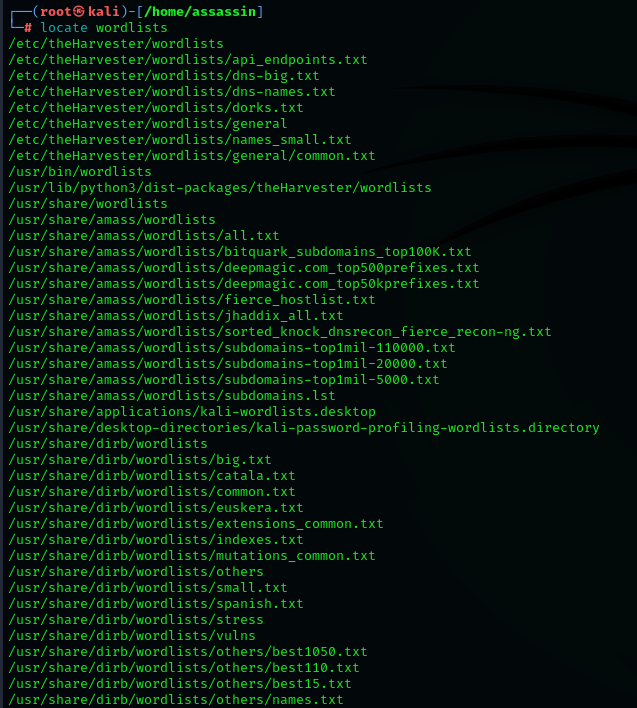 ┌──(root㉿kali)-[/home/assassin]
└─# locate wordlists
/etc/theHarvester/wordlists
/etc/theHarvester/wordlists/api_endpoints.txt
/etc/theHarvester/wordlists/dns-big.txt
/etc/theHarvester/wordlists/dns-names.txt
/etc/theHarvester/wordlists/dorks.txt
/etc/theHarvester/wordlists/general
/etc/theHarvester/wordlists/names_small.txt
/etc/theHarvester/wordlists/general/common.txt
/usr/bin/wordlists
/usr/lib/python3/dist-packages/theHarvester/wordlists
/usr/share/wordlists
/usr/share/amass/wordlists
/usr/share/amass/wordlists/all.txt
/usr/share/amass/wordlists/bitquark_subdomains_top100K.txt
/usr/share/amass/wordlists/deepmagic.com_top500prefixes.txt
/usr/share/amass/wordlists/deepmagic.com_top50kprefixes.txt
/usr/share/amass/wordlists/fierce_hostlist.txt
/usr/share/amass/wordlists/jhaddix_all.txt
/usr/share/amass/wordlists/sorted_knock_dnsrecon_fierce_recon-ng.txt
/usr/share/amass/wordlists/subdomains-top1mil-110000.txt
/usr/share/amass/wordlists/subdomains-top1mil-20000.txt
/usr/share/amass/wordlists/subdomains-top1mil-5000.txt
/usr/share/amass/wordlists/subdomains.lst
/usr/share/applications/kali-wordlists.desktop
/usr/share/desktop-directories/kali-password-profiling-wordlists.directory
/usr/share/dirb/wordlists
/usr/share/dirb/wordlists/big.txt
/usr/share/dirb/wordlists/catala.txt
/usr/share/dirb/wordlists/common.txt
/usr/share/dirb/wordlists/euskera.txt
/usr/share/dirb/wordlists/extensions_common.txt
/usr/share/dirb/wordlists/indexes.txt
/usr/share/dirb/wordlists/mutations_common.txt
/usr/share/dirb/wordlists/others
/usr/share/dirb/wordlists/small.txt
/usr/share/dirb/wordlists/spanish.txt
/usr/share/dirb/wordlists/stress
/usr/share/dirb/wordlists/vulns
/usr/share/dirb/wordlists/others/best1050.txt
/usr/share/dirb/wordlists/others/best110.txt
/usr/share/dirb/wordlists/others/best15.txt
/usr/share/dirb/wordlists/others/names.txt